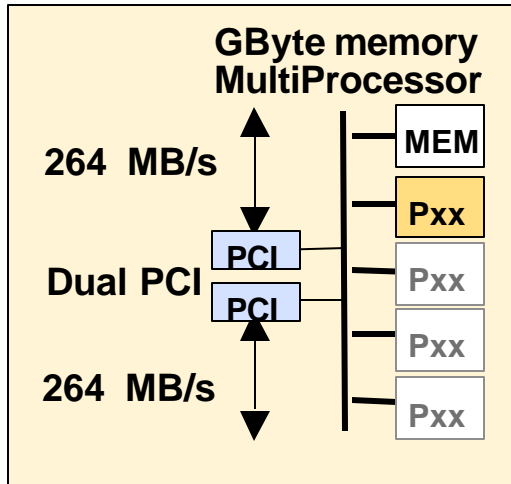 GByte memory
MultiProcessor
264 MB/s
MEM
Pxx
PCI
Dual PCI
PCI
Pxx
Pxx
264 MB/s
Pxx